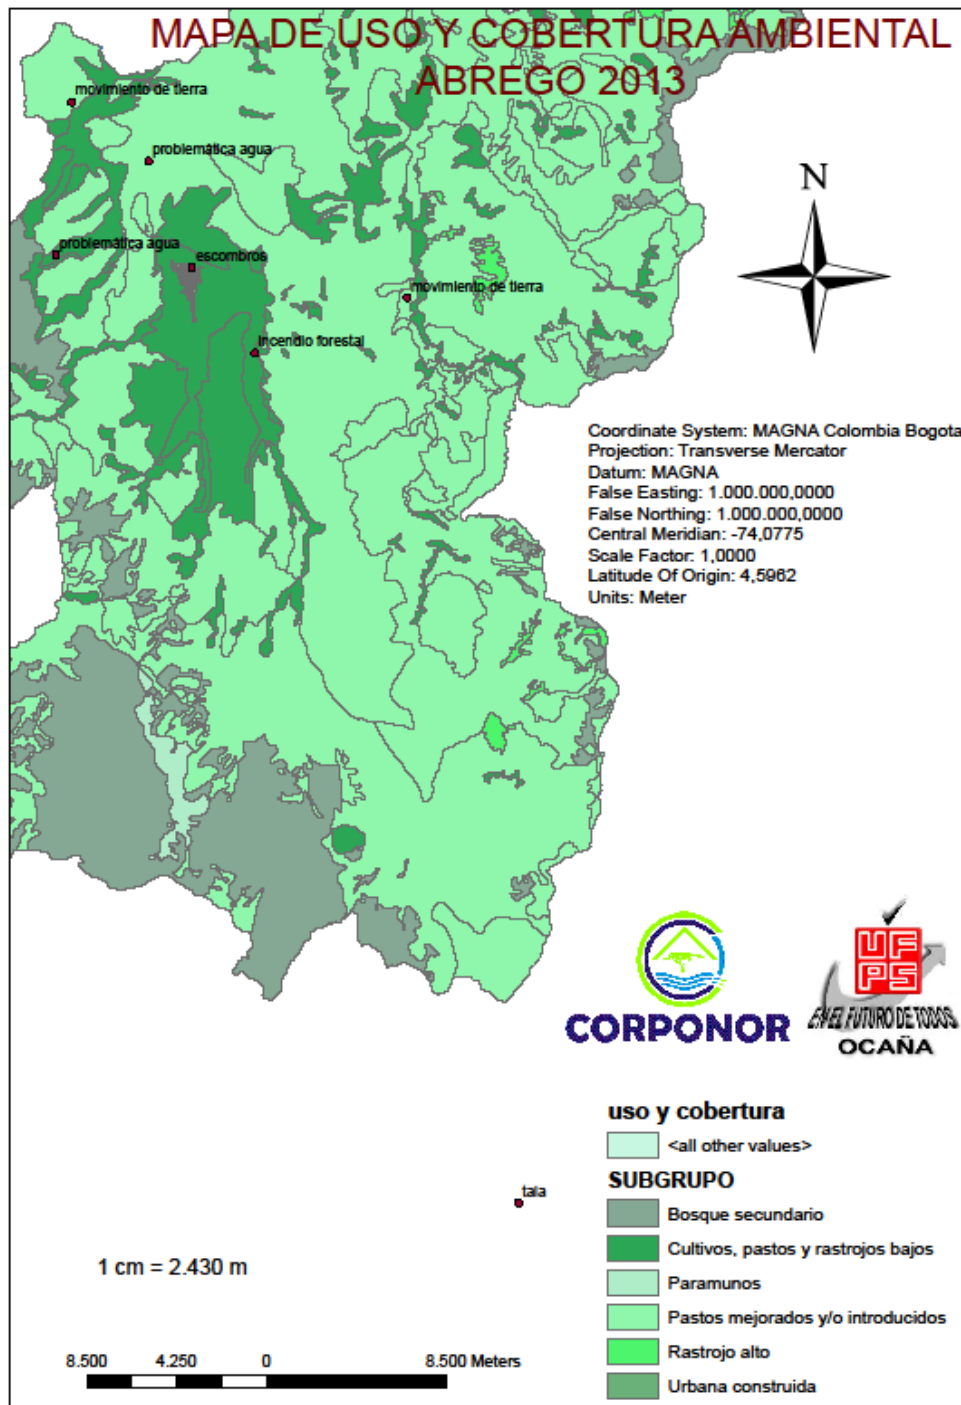 MAPA DE USO Y COBERTURA AMBIENTAL
ABREGO 2013
movimiento de tierra
problemática agua
problemática agua
escombros
movimiento de tierra
Incendio forestal
N
Coordinate System: MAGNA Colombia Bogota
Projection: Transverse Mercator
Datum: MAGNA
False Easting: 1.000.000,0000
False Northing: 1.000.000,0000
Central Meridian: -74,0775
Scale Factor: 1,0000
Latitude Of Origin: 4,5962
Units: Meter
CORPONOR
UF
PS
EN EL FUTURO DE TODOS
OCAÑA
uso y cobertura
<all other values>
SUBGRUPO
Bosque secundario
Cultivos, pastos y rastrojos bajos
Paramunos
Pastos mejorados y/o introducidos
Rastrojo alto
Urbana construida
tala
1 cm = 2.430 m
8.500 4.250 0 8.500 Meters